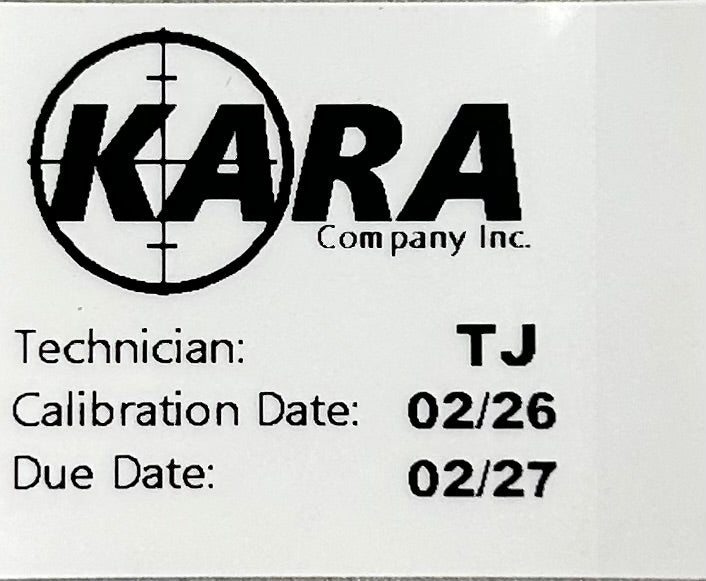 KARA
Company Inc.
Technician: TJ
Calibration Date: 02/26
Due Date: 02/27